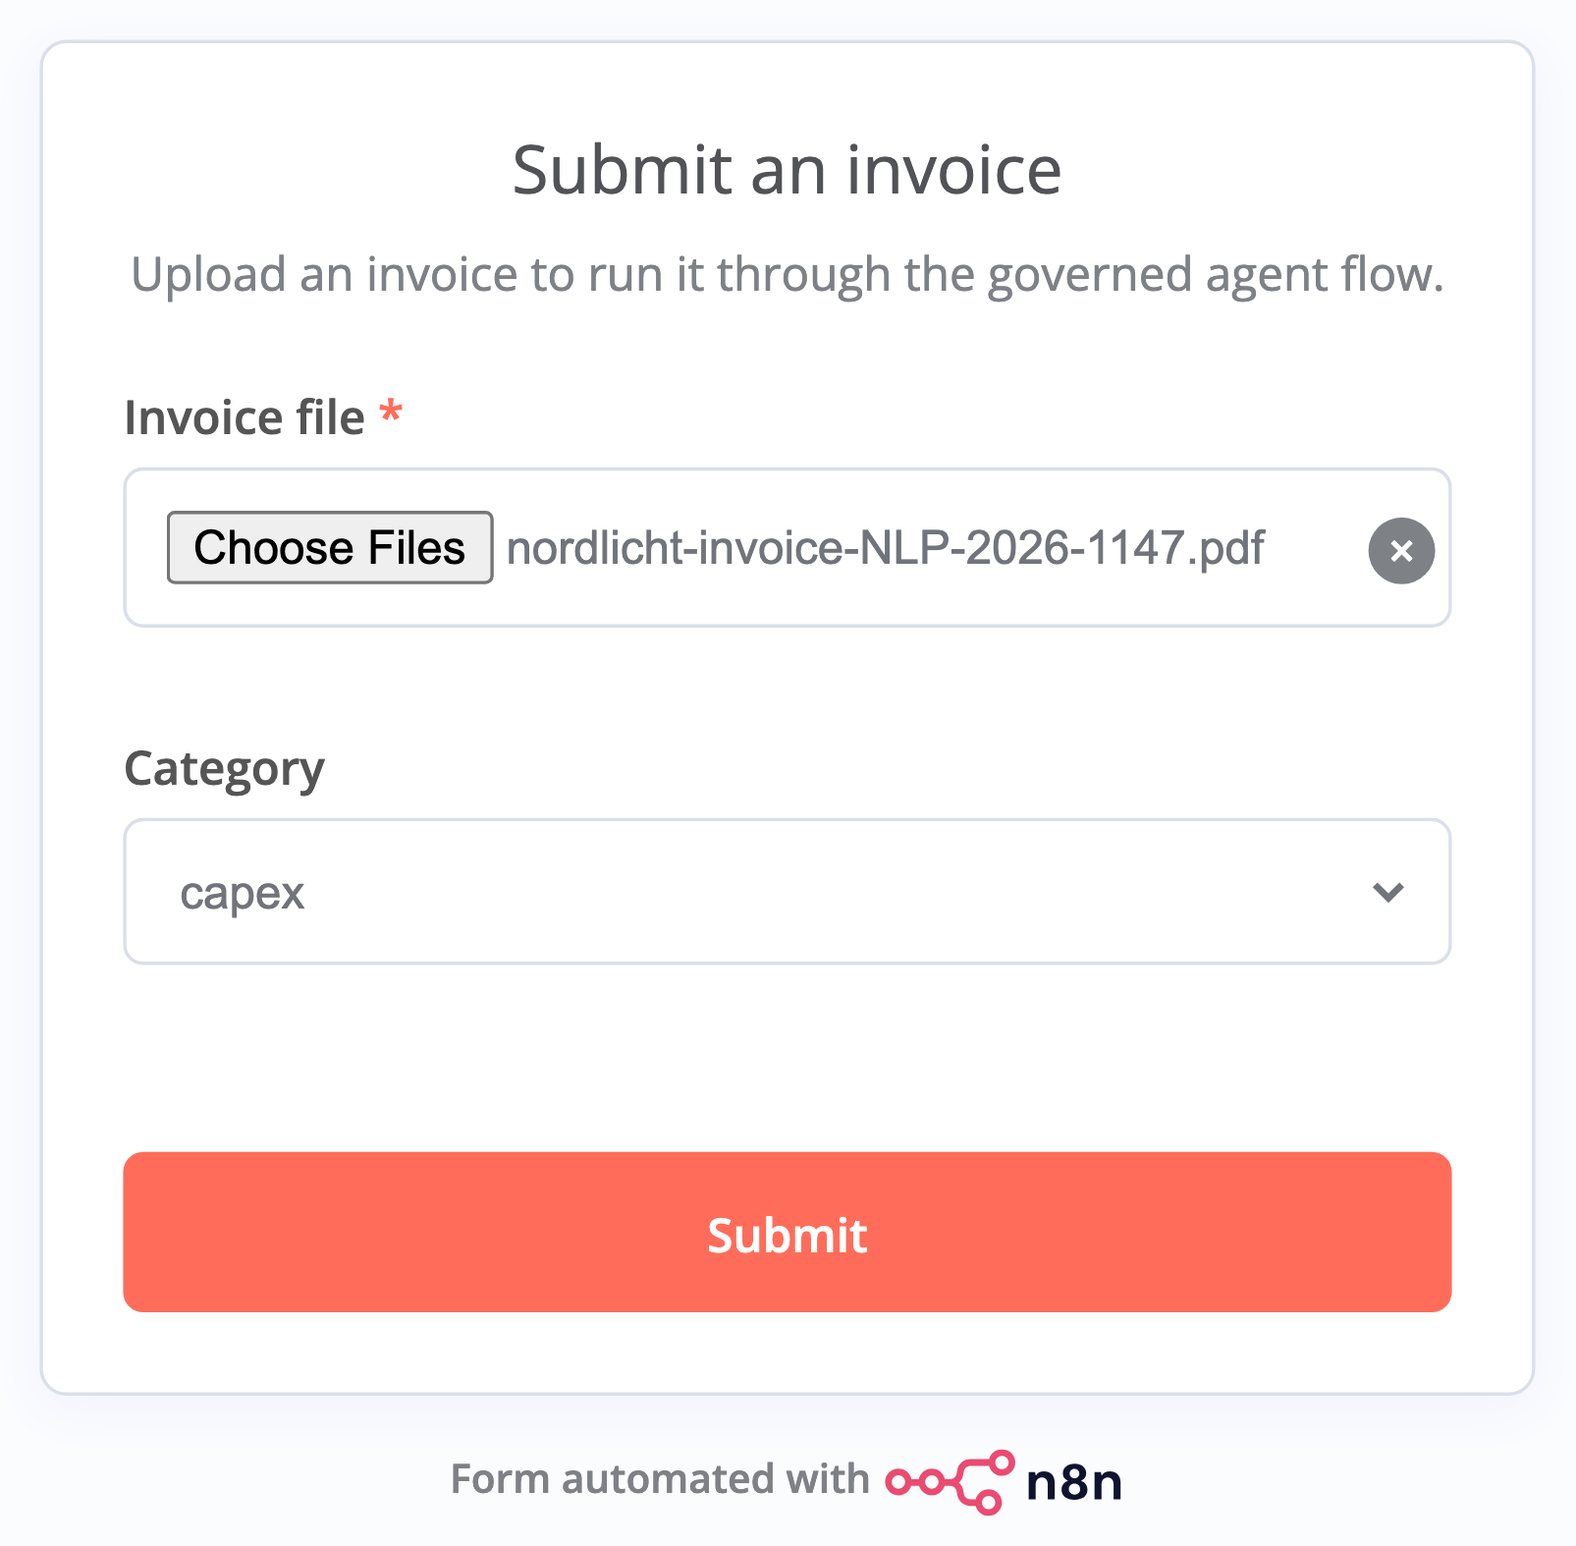 Submit an invoice
Upload an invoice to run it through the governed agent flow.
Invoice file *
Choose Files nordlicht-invoice-NLP-2026-1147.pdf
Category
capex
Submit
Form automated with n8n